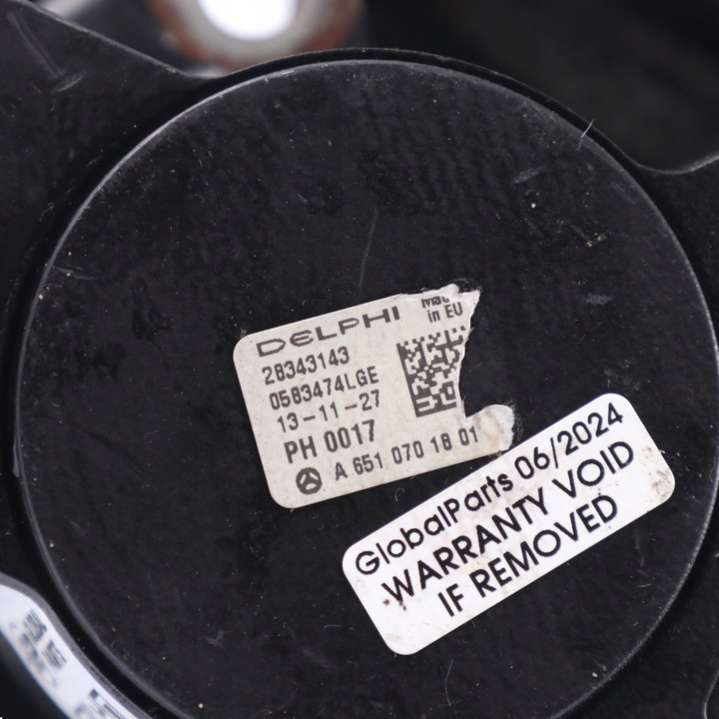 DELPHI
Made
in EU
28343143
0583474LGE
13-11-27
PH 0017
A 651 070 18 01
GlobalParts 06/2024
WARRANTY VOID
IF REMOVED